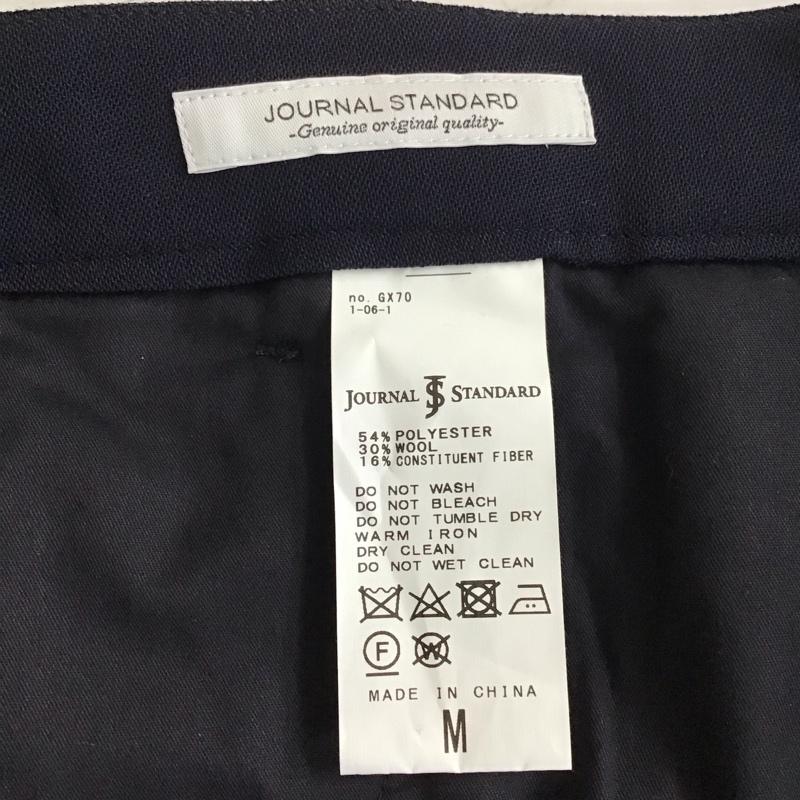 JOURNAL STANDARD
-Genuine original quality-
no. GX70
1-06-1
JOURNAL JS STANDARD
54% POLYESTER
30% WOOL
16% CONSTITUENT FIBER
DO NOT WASH
DO NOT BLEACH
DO NOT TUMBLE DRY
WARM IRON
DRY CLEAN
DO NOT WET CLEAN
F W
MADE IN CHINA
M